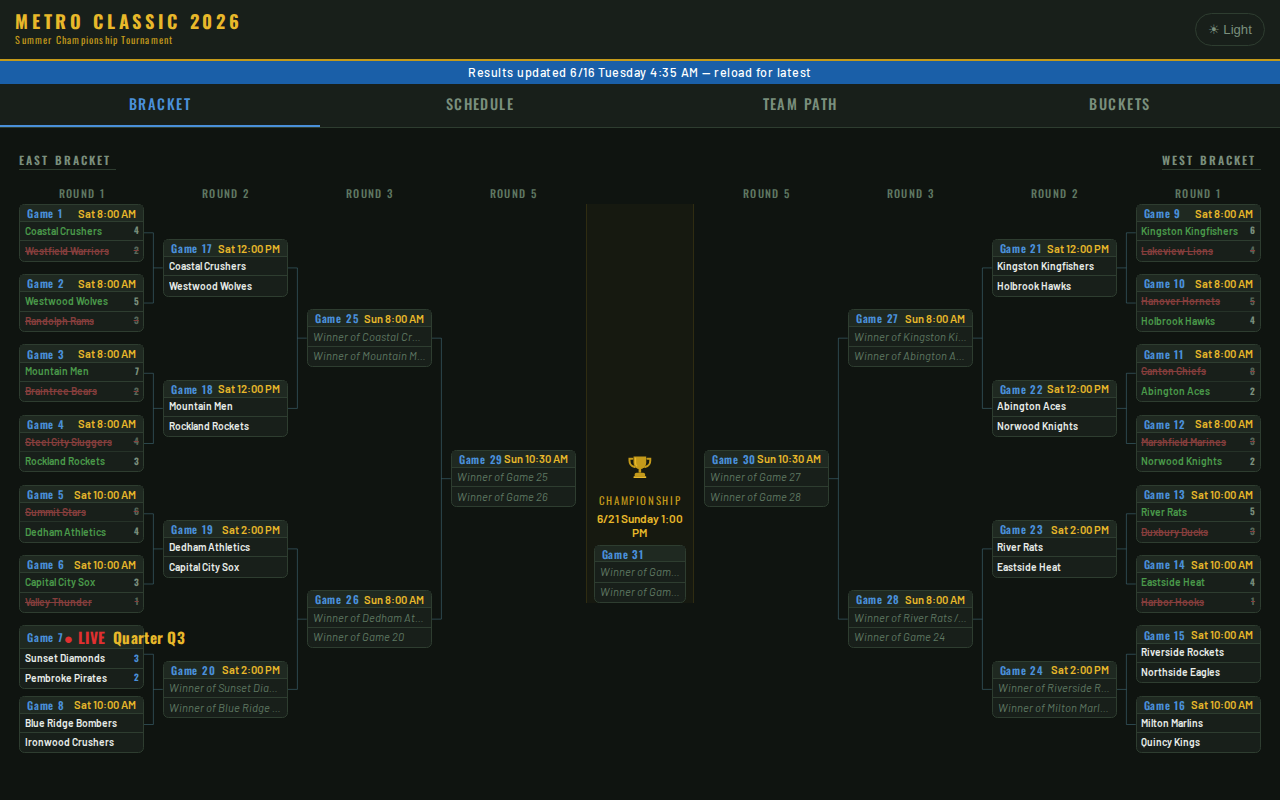 METRO CLASSIC 2026
Summer Championship Tournament
☀ Light
Results updated 6/16 Tuesday 4:35 AM — reload for latest
BRACKET
SCHEDULE
TEAM PATH
BUCKETS
EAST BRACKET
WEST BRACKET
ROUND 1
ROUND 2
ROUND 3
ROUND 5
ROUND 5
ROUND 3
ROUND 2
ROUND 1
Game 1 Sat 8:00 AM
Coastal Crushers 4
Westfield Warriors 2
Game 2 Sat 8:00 AM
Westwood Wolves 5
Randolph Rams 3
Game 3 Sat 8:00 AM
Mountain Men 7
Braintree Bears 2
Game 4 Sat 8:00 AM
Steel City Sluggers 4
Rockland Rockets 3
Game 5 Sat 10:00 AM
Summit Stars 6
Dedham Athletics 4
Game 6 Sat 10:00 AM
Capital City Sox 3
Valley Thunder 1
Game 7 ● LIVE Quarter Q3
Sunset Diamonds 3
Pembroke Pirates 2
Game 8 Sat 10:00 AM
Blue Ridge Bombers
Ironwood Crushers
Game 17 Sat 12:00 PM
Coastal Crushers
Westwood Wolves
Game 18 Sat 12:00 PM
Mountain Men
Rockland Rockets
Game 19 Sat 2:00 PM
Dedham Athletics
Capital City Sox
Game 20 Sat 2:00 PM
Winner of Sunset Dia...
Winner of Blue Ridge ...
Game 25 Sun 8:00 AM
Winner of Coastal Cr...
Winner of Mountain M...
Game 26 Sun 8:00 AM
Winner of Dedham At...
Winner of Game 20
Game 29 Sun 10:30 AM
Winner of Game 25
Winner of Game 26
CHAMPIONSHIP
6/21 Sunday 1:00
PM
Game 31
Winner of Gam...
Winner of Gam...
Game 30 Sun 10:30 AM
Winner of Game 27
Winner of Game 28
Game 27 Sun 8:00 AM
Winner of Kingston Ki...
Winner of Abington A...
Game 28 Sun 8:00 AM
Winner of River Rats /...
Winner of Game 24
Game 21 Sat 12:00 PM
Kingston Kingfishers
Holbrook Hawks
Game 22 Sat 12:00 PM
Abington Aces
Norwood Knights
Game 23 Sat 2:00 PM
River Rats
Eastside Heat
Game 24 Sat 2:00 PM
Winner of Riverside R...
Winner of Milton Marl...
Game 9 Sat 8:00 AM
Kingston Kingfishers 6
Lakeview Lions 4
Game 10 Sat 8:00 AM
Hanover Hornets 5
Holbrook Hawks 4
Game 11 Sat 8:00 AM
Canton Chiefs
Abington Aces 2
Game 12 Sat 8:00 AM
Marshfield Marines 3
Norwood Knights 2
Game 13 Sat 10:00 AM
River Rats 5
Duxbury Ducks 3
Game 14 Sat 10:00 AM
Eastside Heat 4
Harbor Hooks 1
Game 15 Sat 10:00 AM
Riverside Rockets
Northside Eagles
Game 16 Sat 10:00 AM
Milton Marlins
Quincy Kings